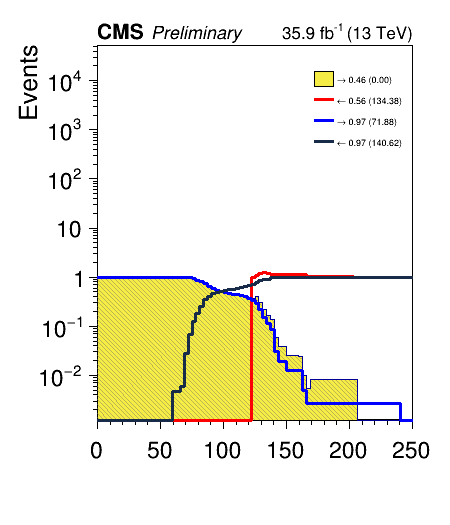 CMS Preliminary 35.9 fb⁻¹ (13 TeV)
Events
10⁴
10³
10²
10
1
10⁻¹
10⁻²
→ 0.46 (0.00)
← 0.56 (134.38)
→ 0.97 (71.88)
← 0.97 (140.62)
0 50 100 150 200 250